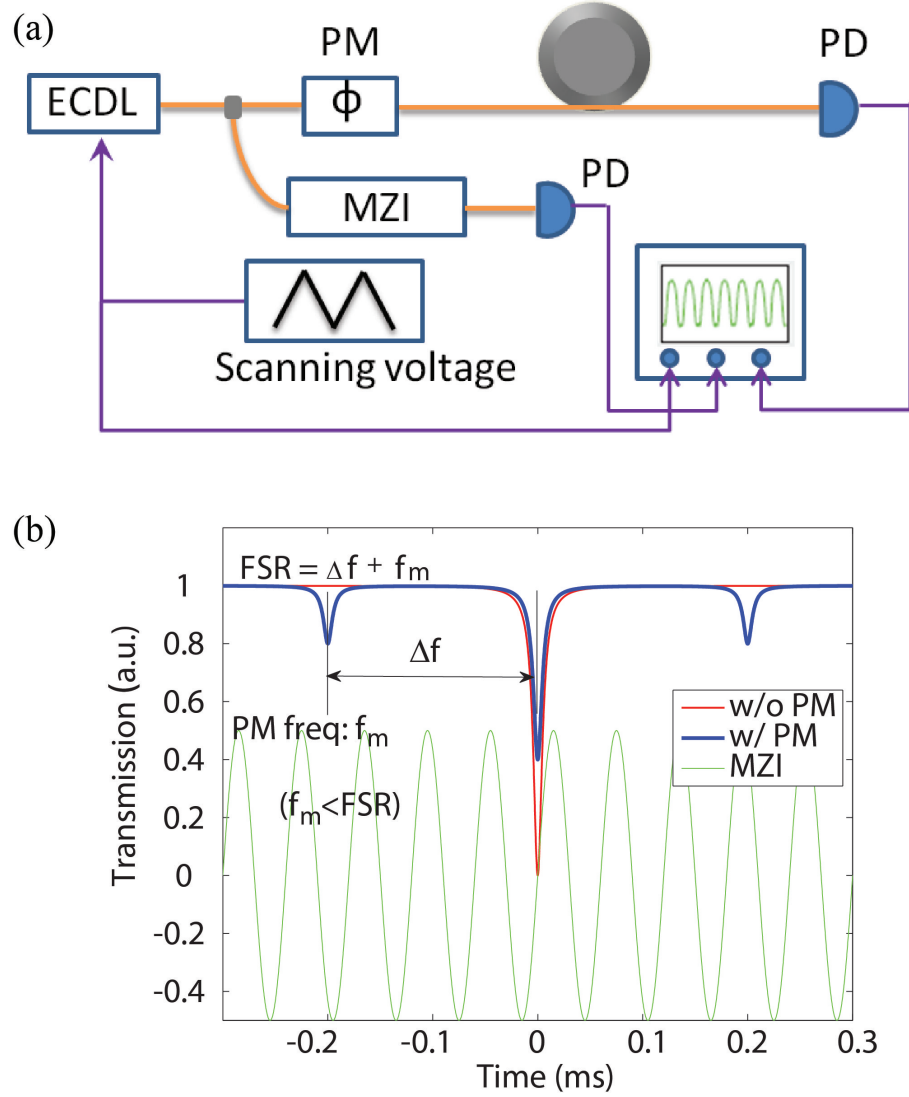 (a)
PM
PD
ECDL
ϕ
PD
MZI
Scanning voltage
(b)
FSR = Δf + fm
Δf
PM freq: fm
(fm<FSR)
w/o PM
w/ PM
MZI
Transmission (a.u.)
1
0.8
0.6
0.4
0.2
0
-0.2
-0.4
-0.2
-0.1
0
0.1
0.2
0.3
Time (ms)